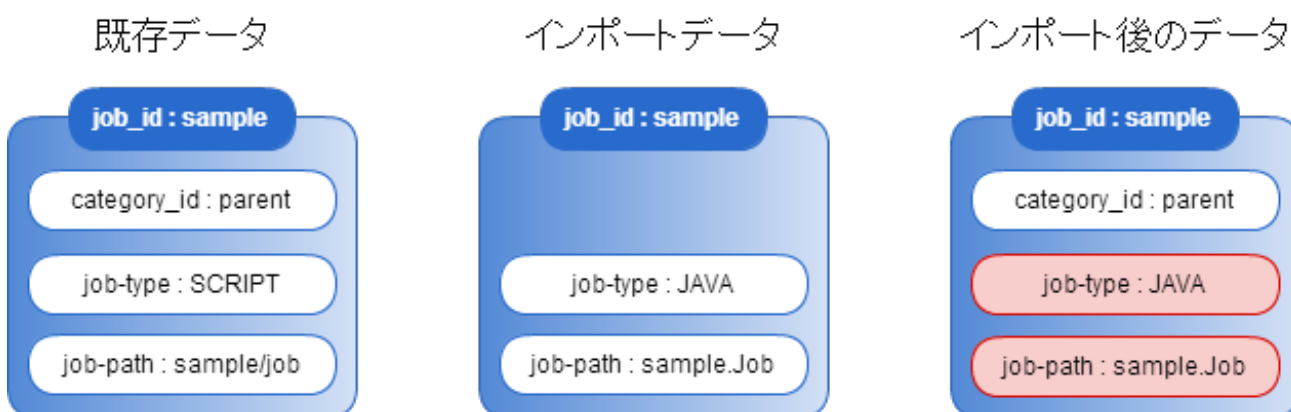 既存データ
インポートデータ
インポート後のデータ
job_id : sample
category_id : parent
job-type : SCRIPT
job-path : sample/job
job_id : sample
job-type : JAVA
job-path : sample.Job
job_id : sample
category_id : parent
job-type : JAVA
job-path : sample.Job